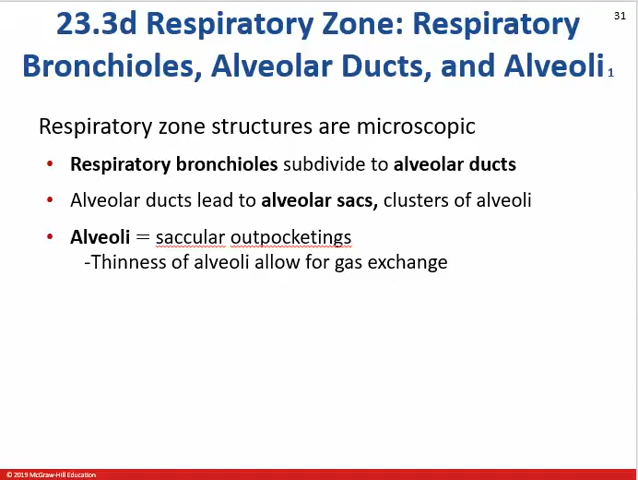 31
23.3d Respiratory Zone: Respiratory
Bronchioles, Alveolar Ducts, and Alveoli 1
Respiratory zone structures are microscopic
• Respiratory bronchioles subdivide to alveolar ducts
• Alveolar ducts lead to alveolar sacs, clusters of alveoli
• Alveoli = saccular outpocketings
-Thinness of alveoli allow for gas exchange
© 2019 McGraw-Hill Education